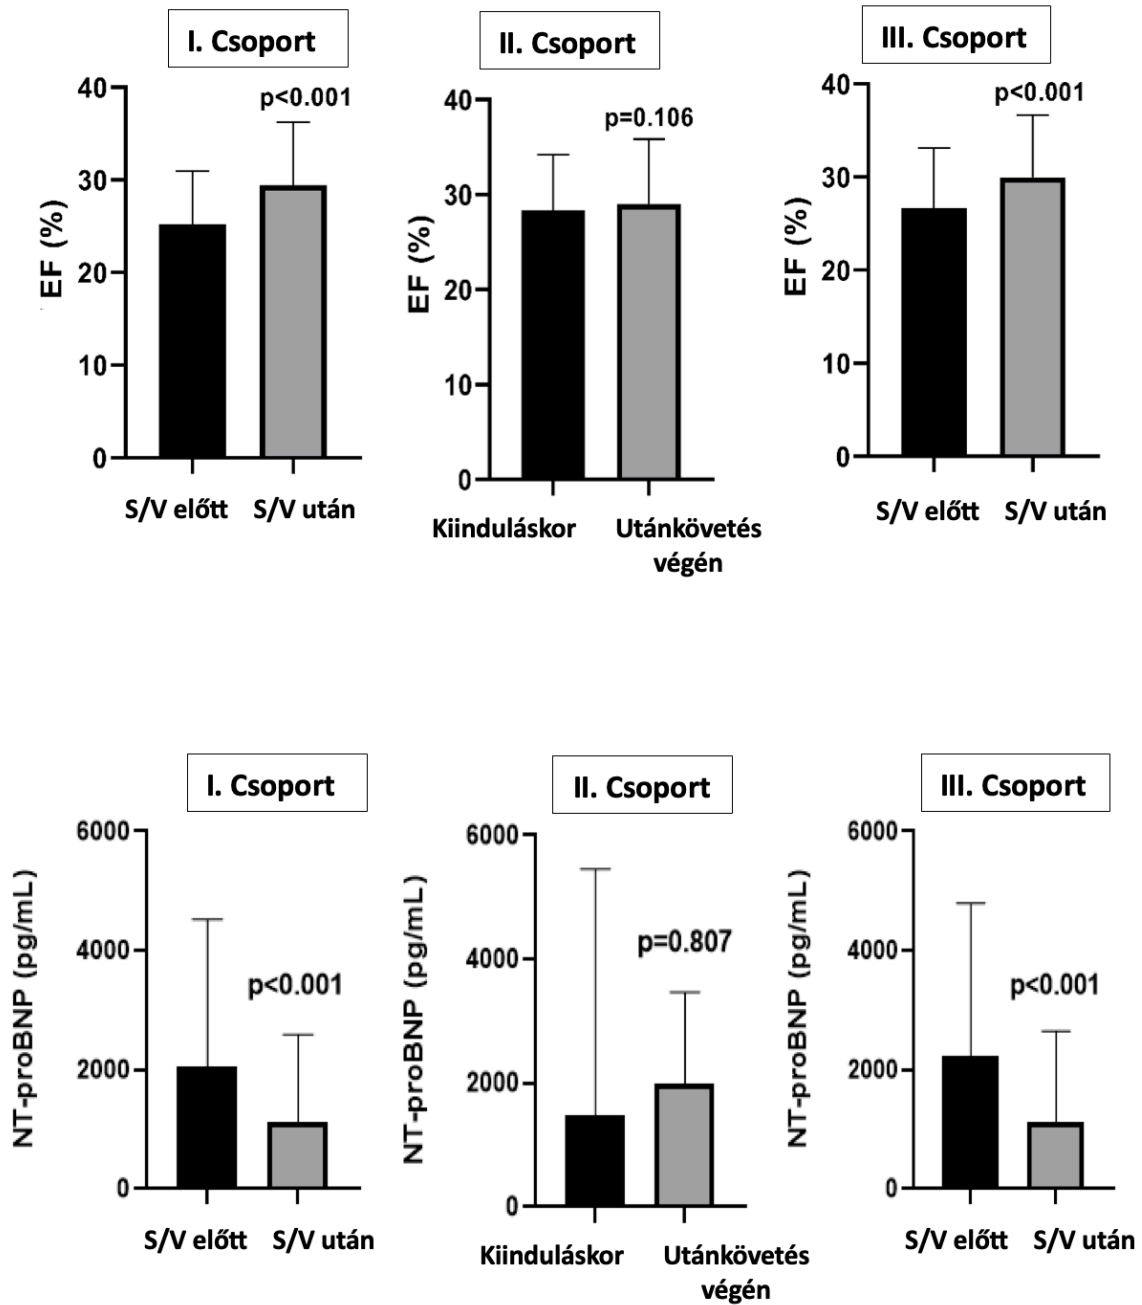 I. Csoport
p<0.001
40
30
20
10
0
EF (%)
S/V előtt S/V után
II. Csoport
p=0.106
40
30
20
10
0
EF (%)
Kiinduláskor Utánkövetés
végén
III. Csoport
p<0.001
40
30
20
10
0
EF (%)
S/V előtt S/V után
I. Csoport
6000
4000
2000
0
NT-proBNP (pg/mL)
p<0.001
S/V előtt S/V után
II. Csoport
6000
4000
2000
0
NT-proBNP (pg/mL)
p=0.807
Kiinduláskor Utánkövetés
végén
III. Csoport
6000
4000
2000
0
NT-proBNP (pg/mL)
p<0.001
S/V előtt S/V után